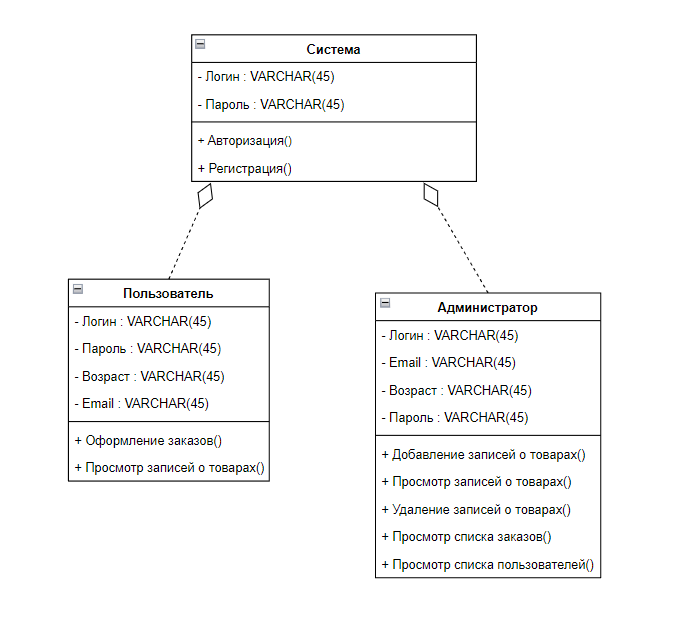 Система
- Логин : VARCHAR(45)
- Пароль : VARCHAR(45)
+ Авторизация()
+ Регистрация()
Пользователь
- Логин : VARCHAR(45)
- Пароль : VARCHAR(45)
- Возраст : VARCHAR(45)
- Email : VARCHAR(45)
+ Оформление заказов()
+ Просмотр записей о товарах()
Администратор
- Логин : VARCHAR(45)
- Email : VARCHAR(45)
- Возраст : VARCHAR(45)
- Пароль : VARCHAR(45)
+ Добавление записей о товарах()
+ Просмотр записей о товарах()
+ Удаление записей о товарах()
+ Просмотр списка заказов()
+ Просмотр списка пользователей()